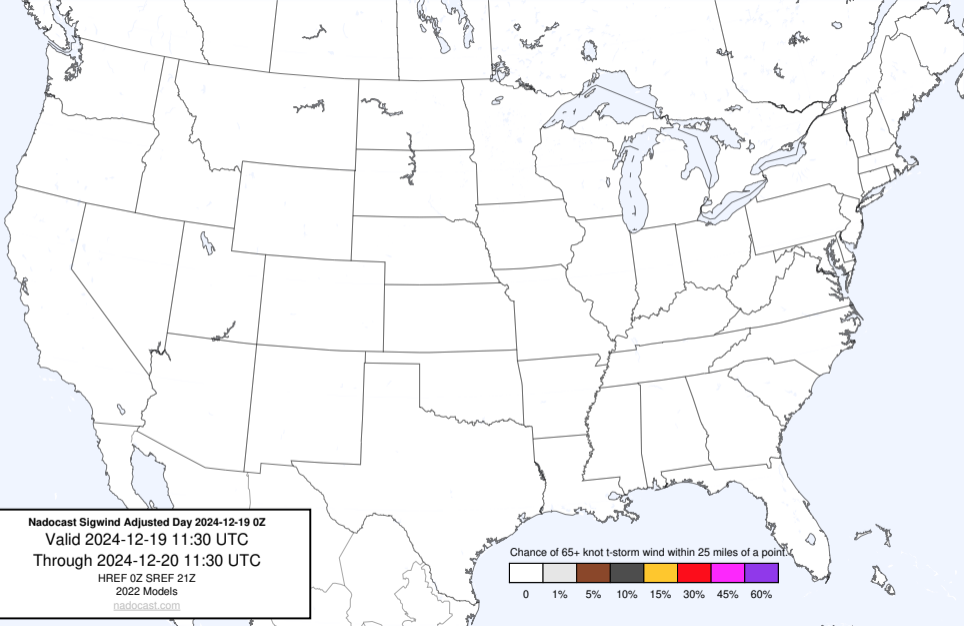 Nadocast Sigwind Adjusted Day 2024-12-19 0Z
Valid 2024-12-19 11:30 UTC
Through 2024-12-20 11:30 UTC
HREF 0Z SREF 21Z
2022 Models
nadocast.com
Chance of 65+ knot t-storm wind within 25 miles of a point.
0 1% 5% 10% 15% 30% 45% 60%